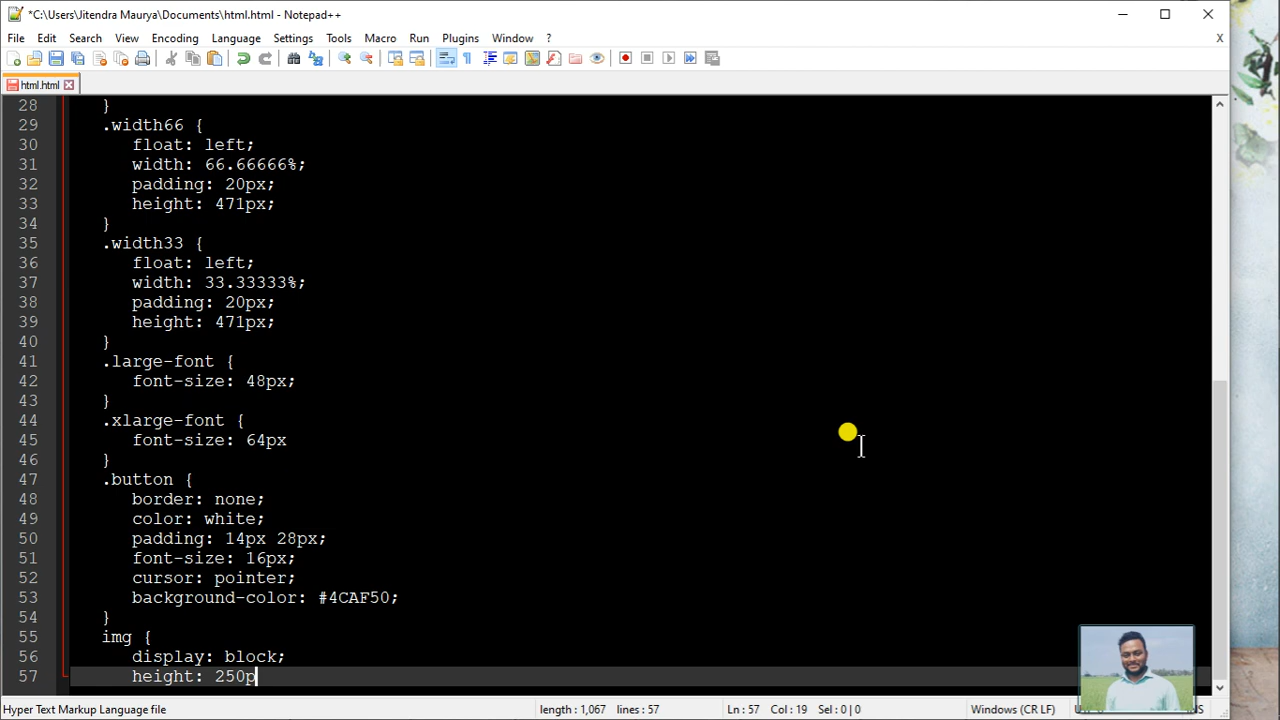 *C:\Users\Jitendra Maurya\Documents\html.html - Notepad++
File Edit Search View Encoding Language Settings Tools Macro Run Plugins Window ? X
html.html
28 }
29 .width66 {
30 float: left;
31 width: 66.66666%;
32 padding: 20px;
33 height: 471px;
34 }
35 .width33 {
36 float: left;
37 width: 33.33333%;
38 padding: 20px;
39 height: 471px;
40 }
41 .large-font {
42 font-size: 48px;
43 }
44 .xlarge-font {
45 font-size: 64px
46 }
47 .button {
48 border: none;
49 color: white;
50 padding: 14px 28px;
51 font-size: 16px;
52 cursor: pointer;
53 background-color: #4CAF50;
54 }
55 img {
56 display: block;
57 height: 250p
Hyper Text Markup Language file length : 1,067 lines : 57 Ln : 57 Col : 19 Sel : 0 | 0 Windows (CR LF)